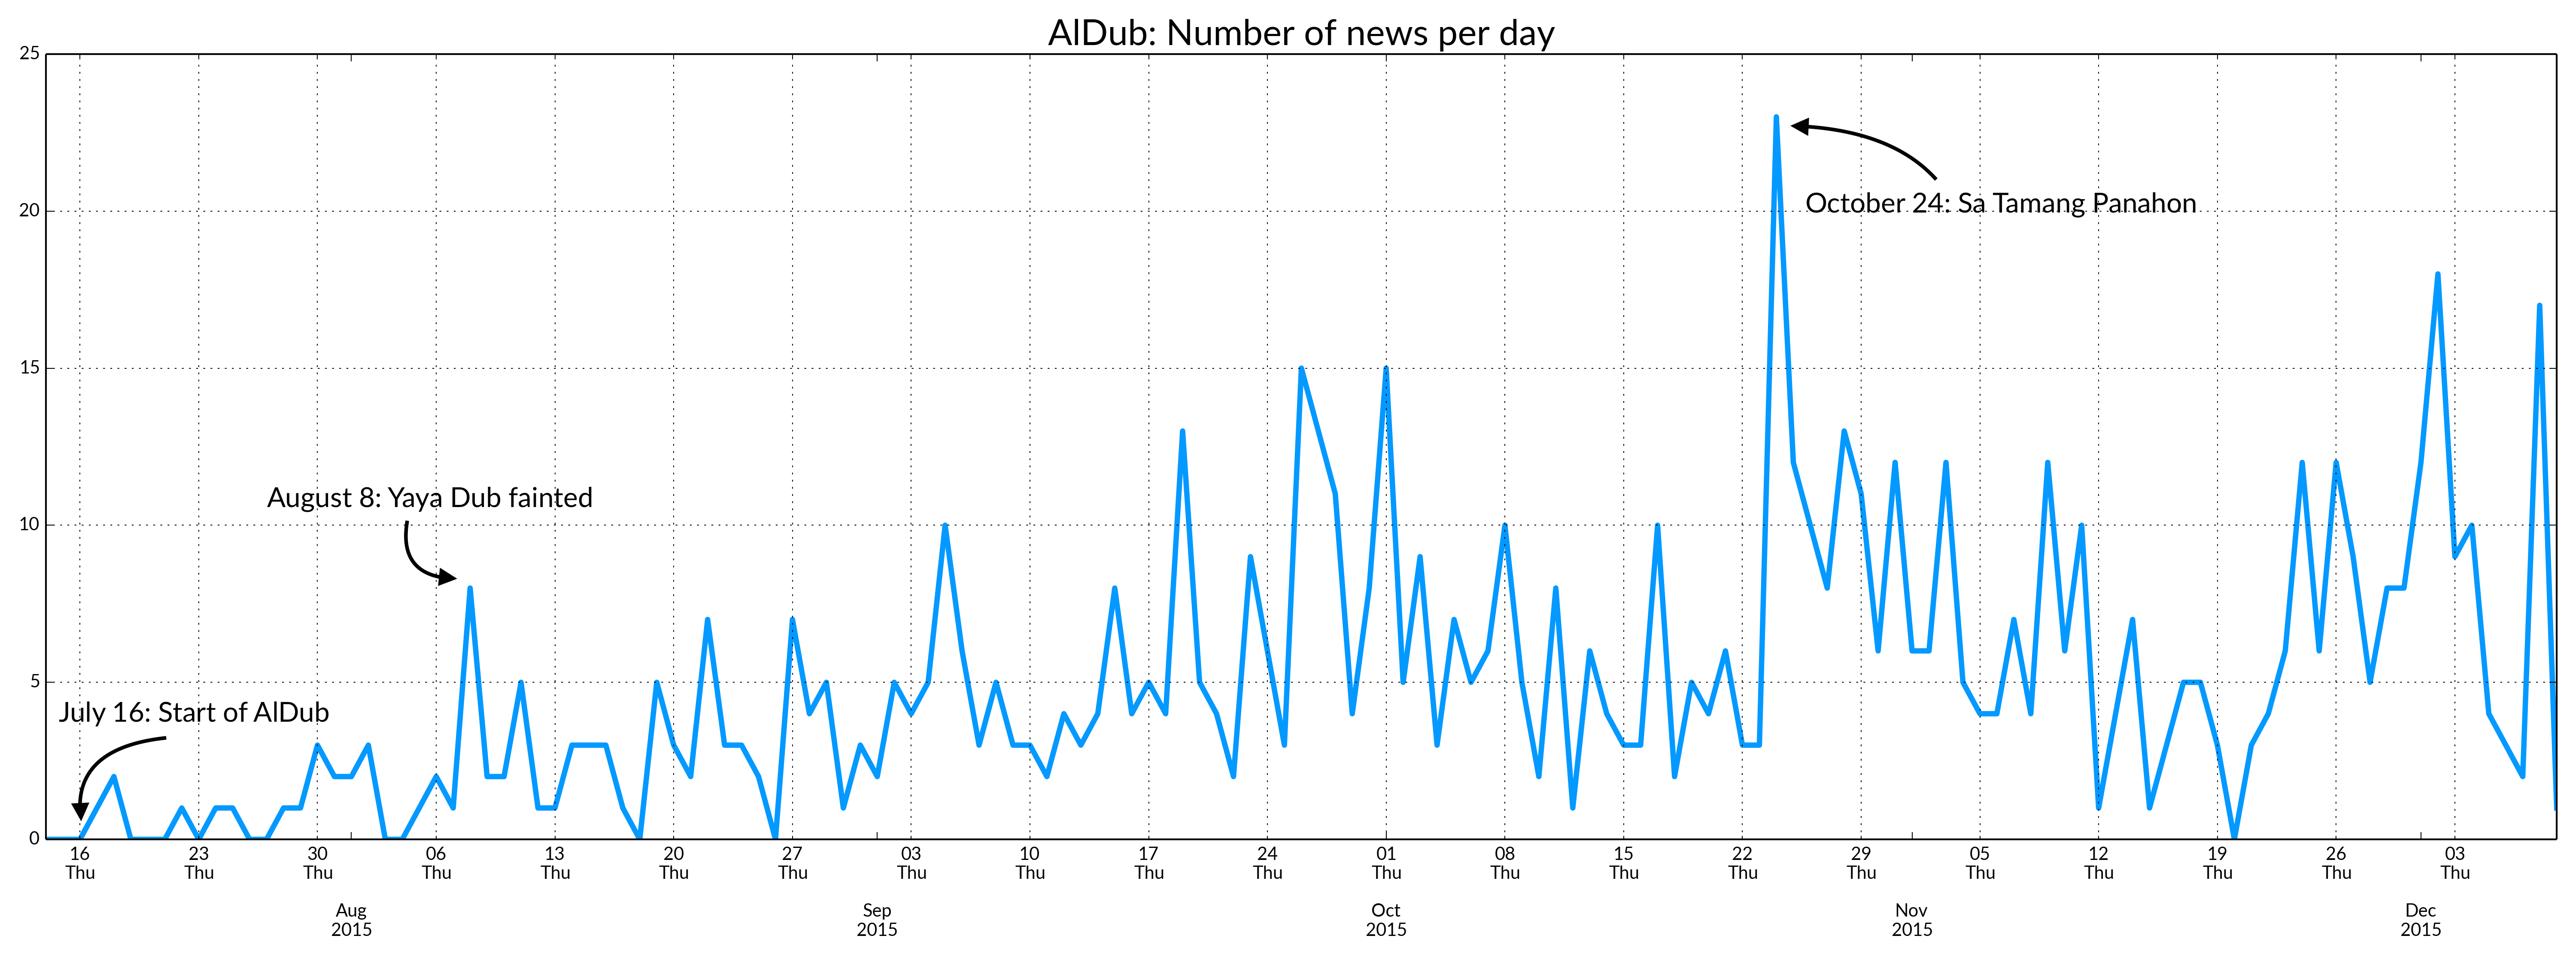 AlDub: Number of news per day
25
20
15
10
5
0
October 24: Sa Tamang Panahon
August 8: Yaya Dub fainted
July 16: Start of AlDub
16 23 30 06 13 20 27 03 10 17 24 01 08 15 22 29 05 12 19 26 03
Thu Thu Thu Thu Thu Thu Thu Thu Thu Thu Thu Thu Thu Thu Thu Thu Thu Thu Thu Thu Thu
Aug Sep Oct Nov Dec
2015 2015 2015 2015 2015